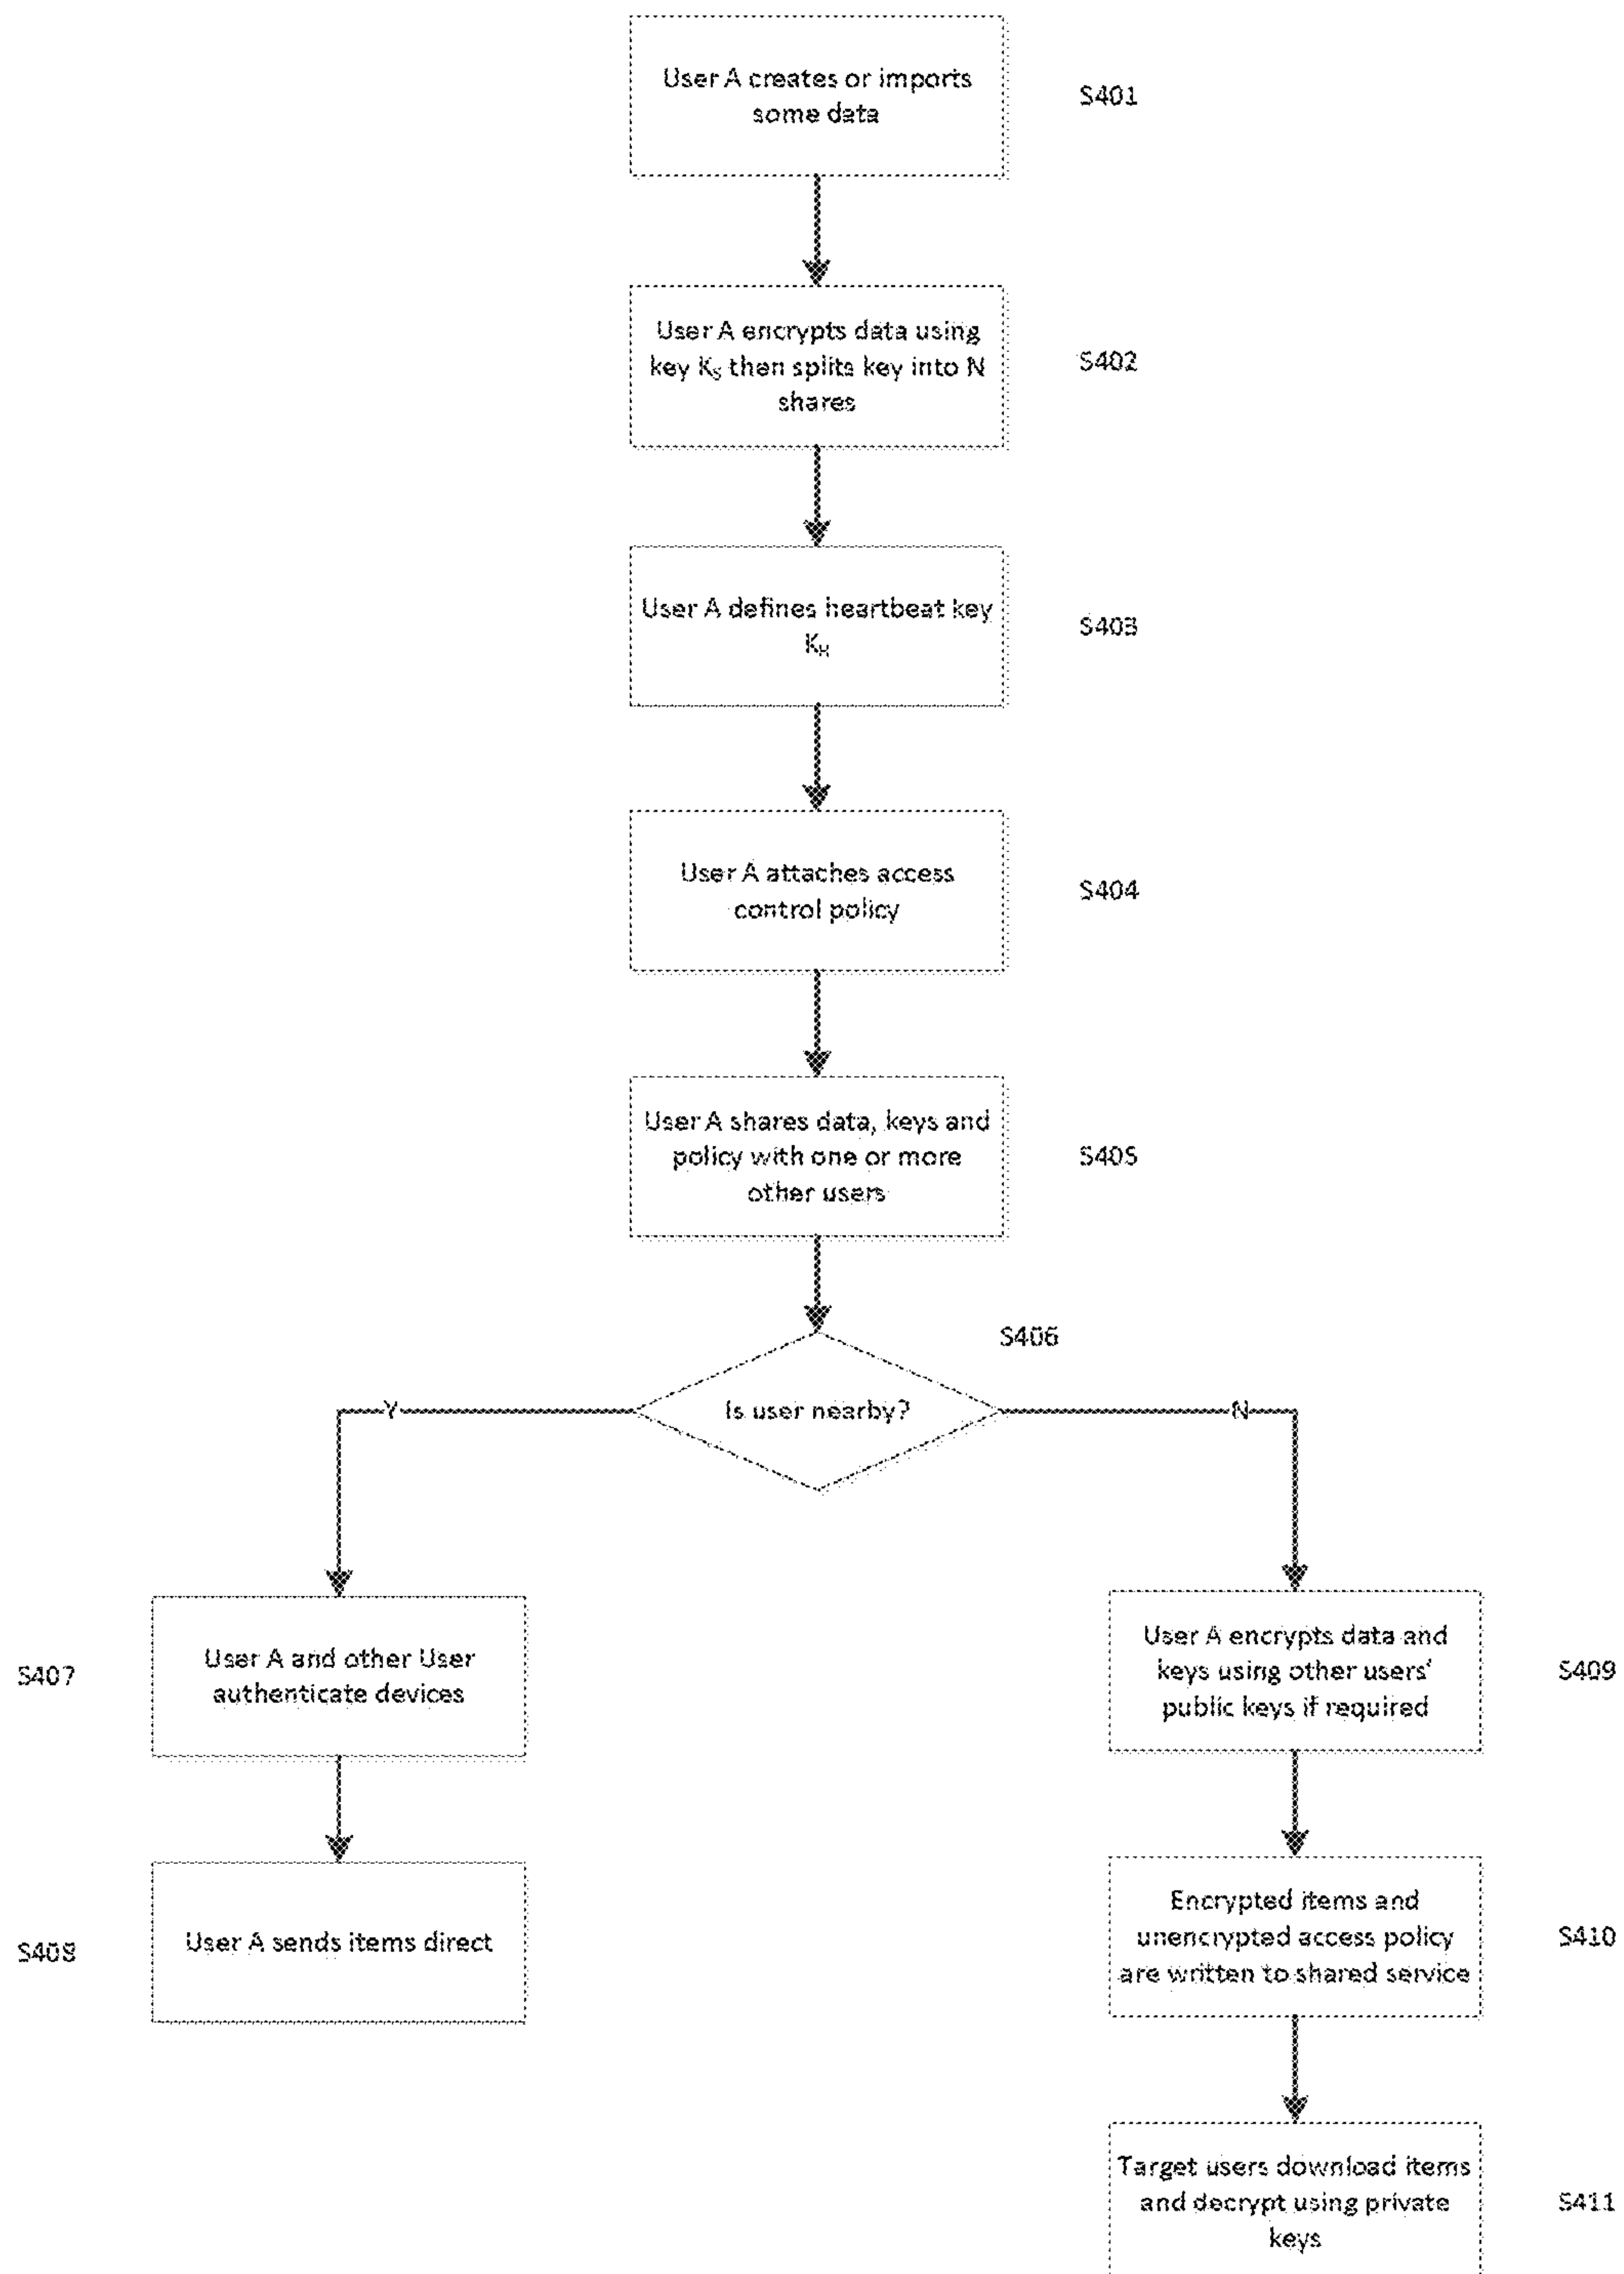 User A creates or imports
some data
S401
User A encrypts data using
key KS then splits key into N
shares
S402
User A defines heartbeat key
KH
S403
User A attaches access
control policy
S404
User A shares data, keys and
policy with one or more
other users
S405
S406
Is user nearby?
Y
N
S407
User A and other User
authenticate devices
User A encrypts data and
keys using other users'
public keys if required
S409
S408
User A sends items direct
Encrypted items and
unencrypted access policy
are written to shared service
S410
Target users download items
and decrypt using private
keys
S411